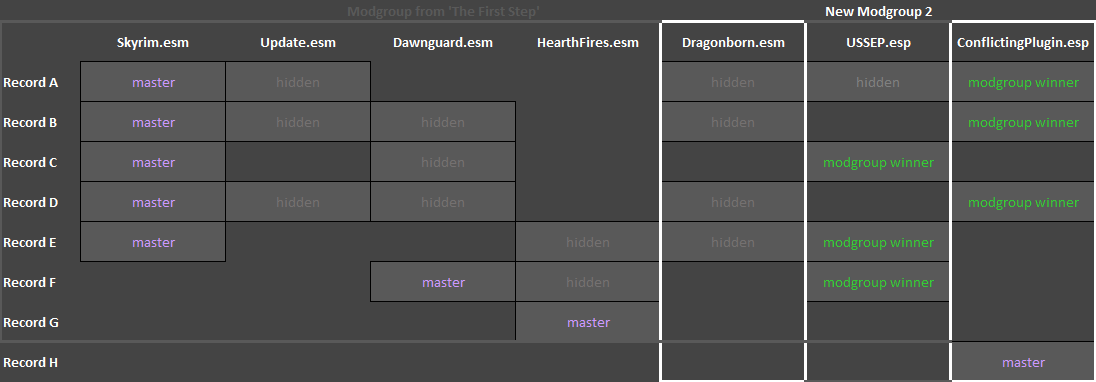 Modgroup from 'The First Step' New Modgroup 2
Skyrim.esm Update.esm Dawnguard.esm HearthFires.esm Dragonborn.esm USSEP.esp ConflictingPlugin.esp
Record A master hidden hidden hidden modgroup winner
Record B master hidden hidden hidden modgroup winner
Record C master hidden modgroup winner
Record D master hidden hidden hidden modgroup winner
Record E master hidden hidden modgroup winner
Record F master hidden modgroup winner
Record G master
Record H master